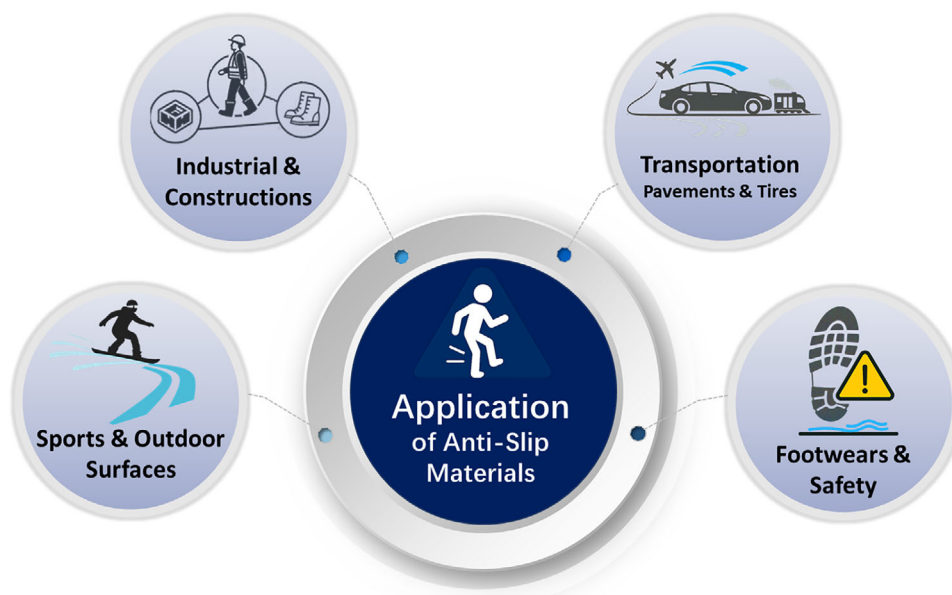 Industrial &
Constructions
Transportation
Pavements & Tires
Sports & Outdoor
Surfaces
Application
of Anti-Slip
Materials
Footwears &
Safety